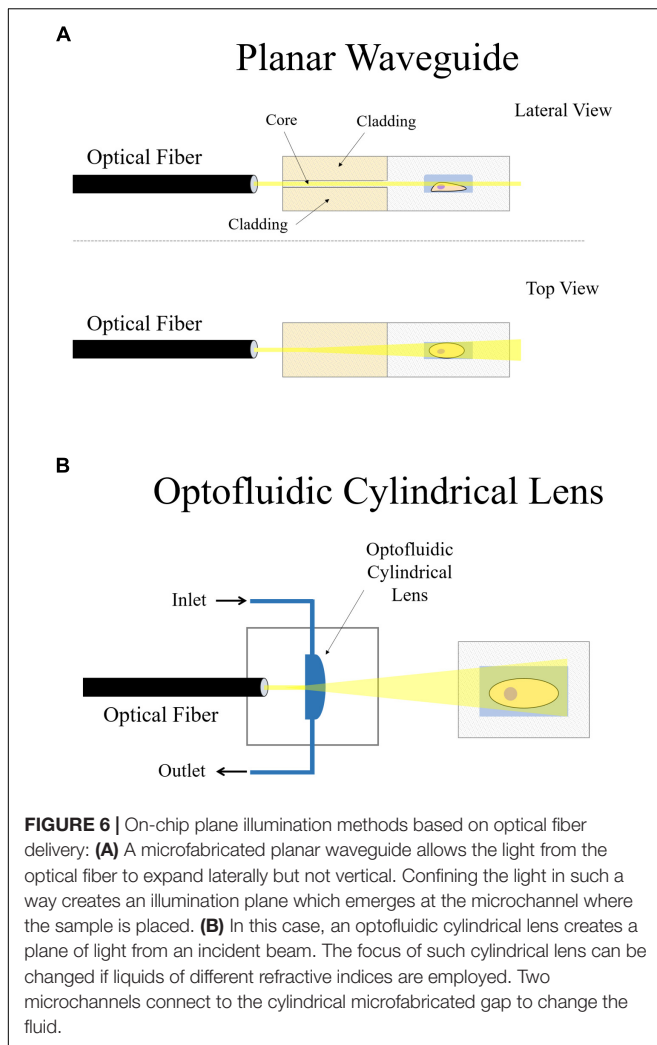 A
Planar Waveguide
Lateral View
Core
Cladding
Optical Fiber
Cladding
Top View
Optical Fiber
B
Optofluidic Cylindrical Lens
Optofluidic
Cylindrical
Lens
Inlet
Optical Fiber
Outlet
FIGURE 6 | On-chip plane illumination methods based on optical fiber
delivery: (A) A microfabricated planar waveguide allows the light from the
optical fiber to expand laterally but not vertical. Confining the light in such a
way creates an illumination plane which emerges at the microchannel where
the sample is placed. (B) In this case, an optofluidic cylindrical lens creates a
plane of light from an incident beam. The focus of such cylindrical lens can be
changed if liquids of different refractive indices are employed. Two
microchannels connect to the cylindrical microfabricated gap to change the
fluid.